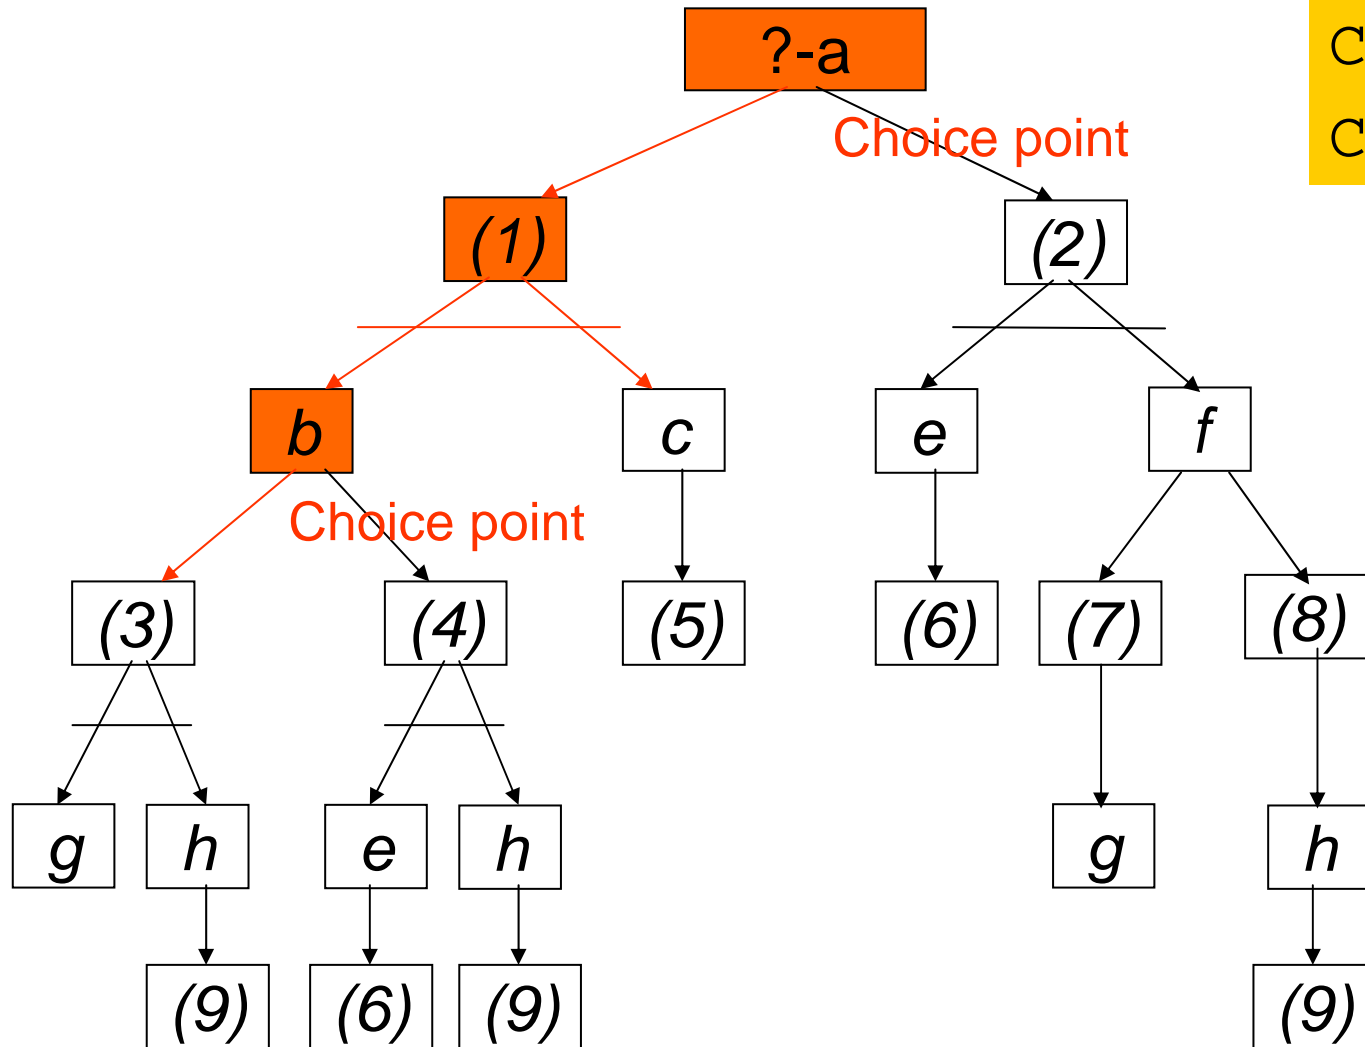 ?-a
C
Choice point
C
(1)
(2)
b
c
e
f
Choice point
(3)
(4)
(5)
(6)
(7)
(8)
g
h
e
h
g
h
(9)
(6)
(9)
(9)